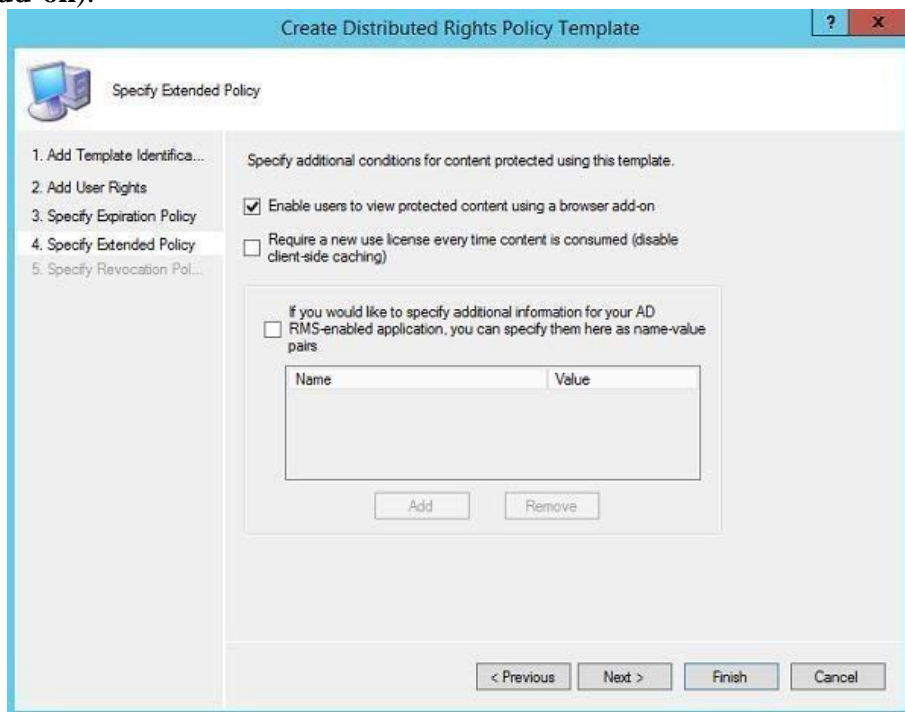 Create Distributed Rights Policy Template
? x
Specify Extended Policy
1. Add Template Identifica...
2. Add User Rights
3. Specify Expiration Policy
4. Specify Extended Policy
5. Specify Revocation Pol...
Specify additional conditions for content protected using this template.
Enable users to view protected content using a browser add-on
Require a new use license every time content is consumed (disable
client-side caching)
If you would like to specify additional information for your AD
RMS-enabled application, you can specify them here as name-value
pairs
Name Value
Add Remove
< Previous Next > Finish Cancel